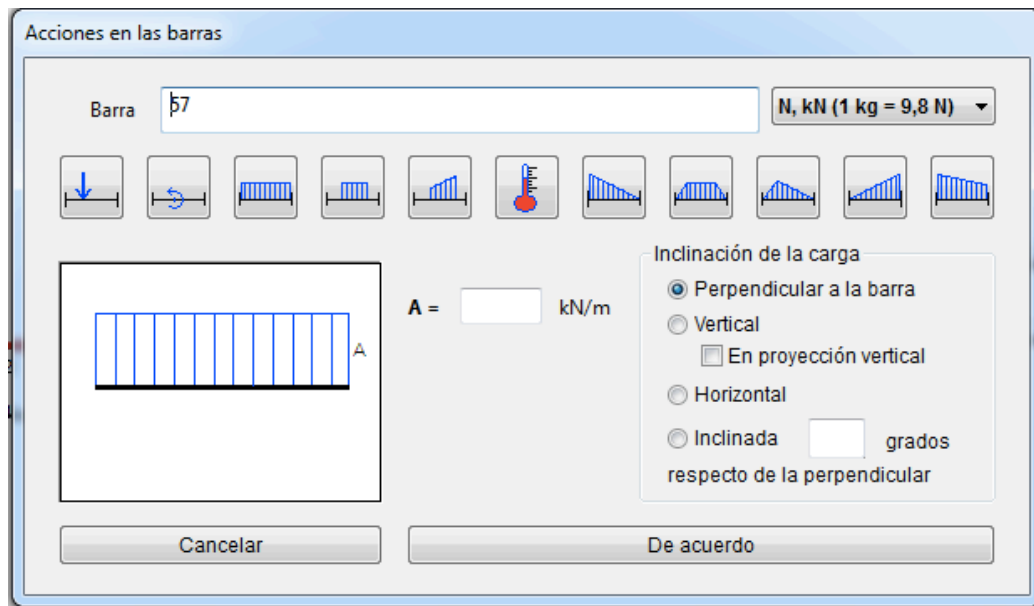 Acciones en las barras
Barra
57
N, kN (1 kg = 9,8 N)
A
A =
kN/m
Inclinación de la carga
Perpendicular a la barra
Vertical
En proyección vertical
Horizontal
Inclinada
grados
respecto de la perpendicular
Cancelar
De acuerdo